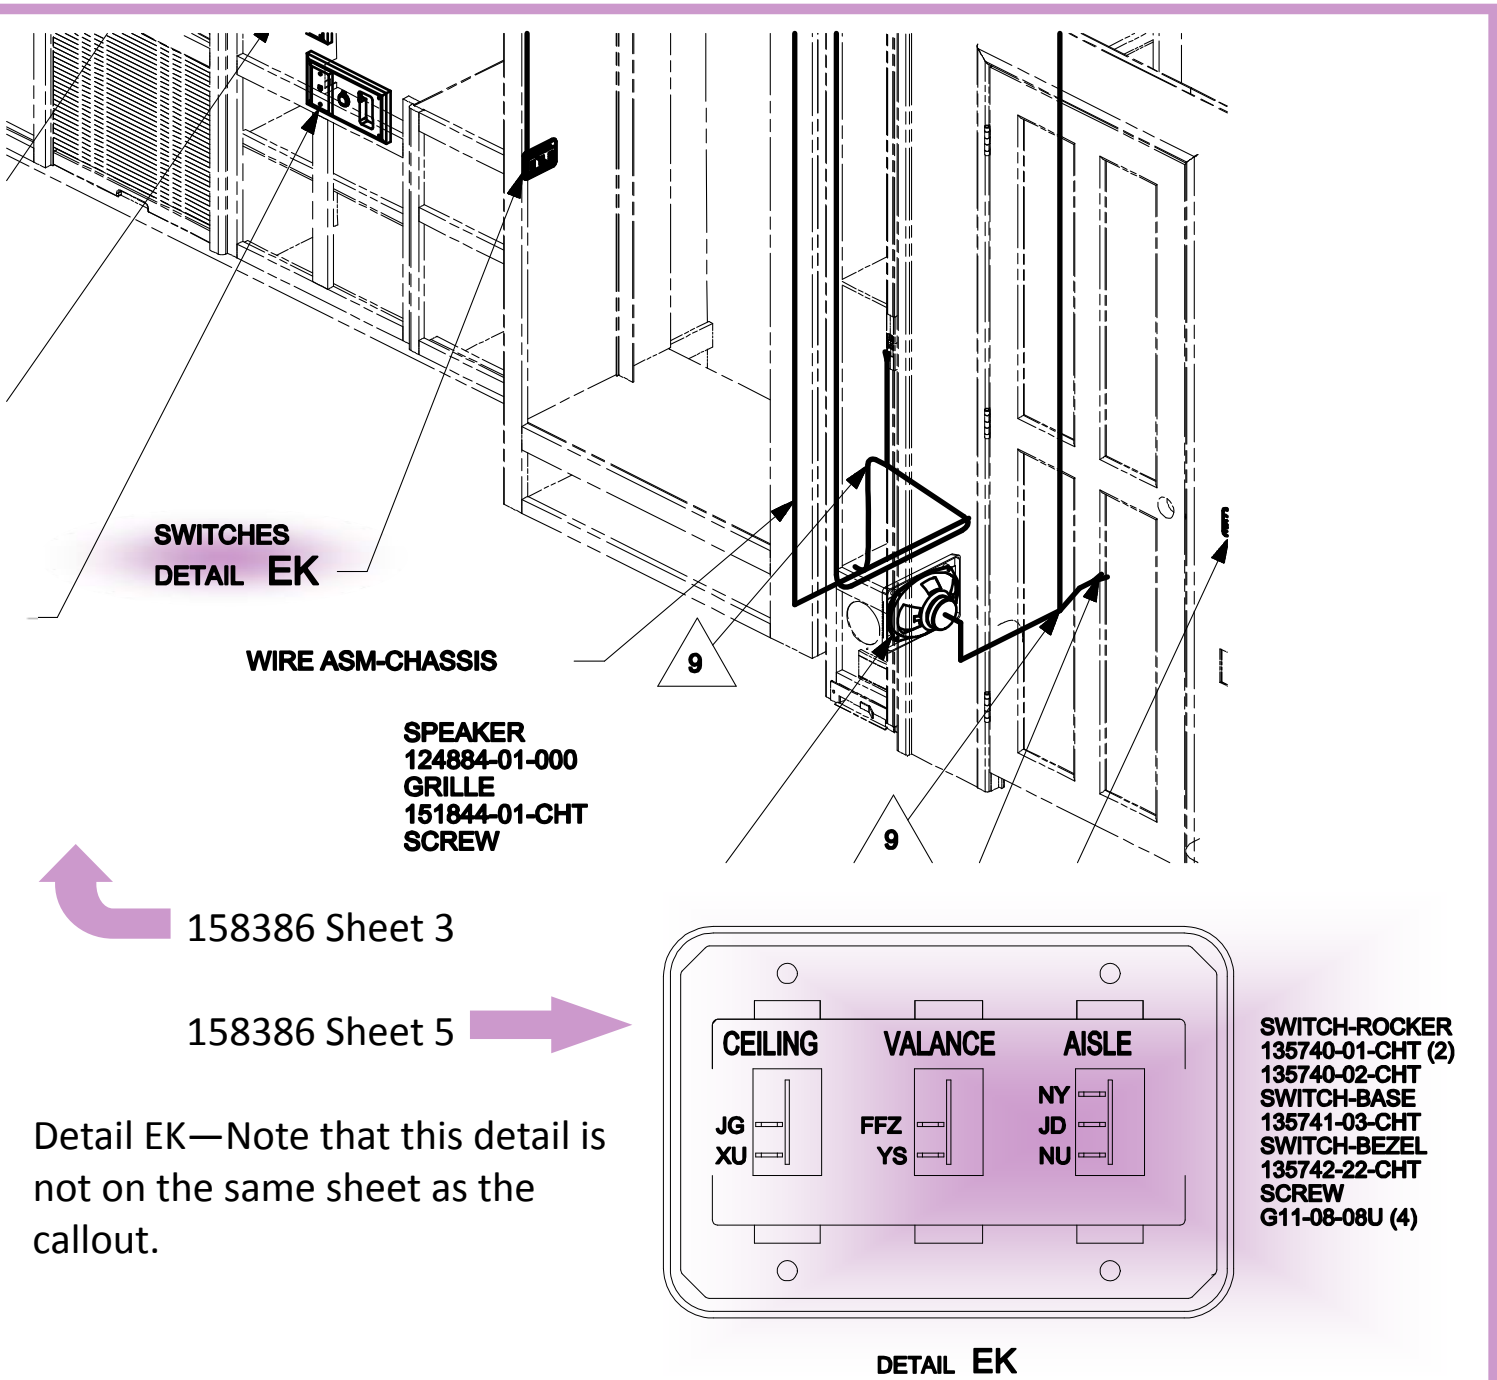 SWITCHES
DETAIL EK
WIRE ASM-CHASSIS
9
SPEAKER
124884-01-000
GRILLE
151844-01-CHT
SCREW
9
158386 Sheet 3
158386 Sheet 5
Detail EK—Note that this detail is
not on the same sheet as the
callout.
CEILING VALANCE AISLE
NY
JG FFZ JD
XU YS NU
SWITCH-ROCKER
135740-01-CHT (2)
135740-02-CHT
SWITCH-BASE
135741-03-CHT
SWITCH-BEZEL
135742-22-CHT
SCREW
G11-08-08U (4)
DETAIL EK